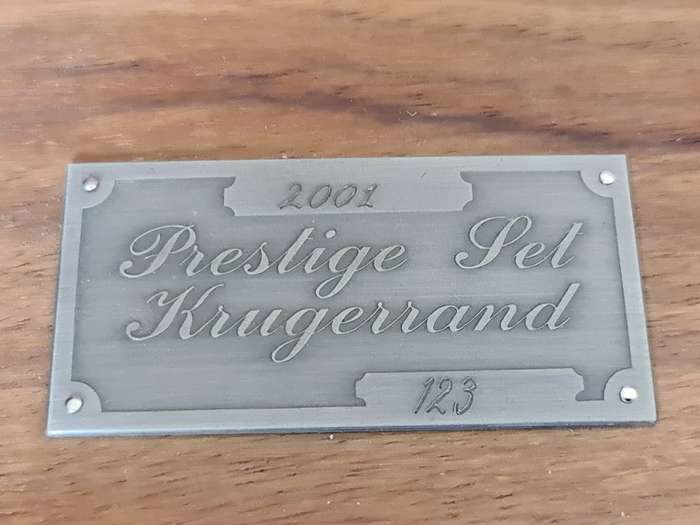 2001
Prestige Set
Krugerrand
123